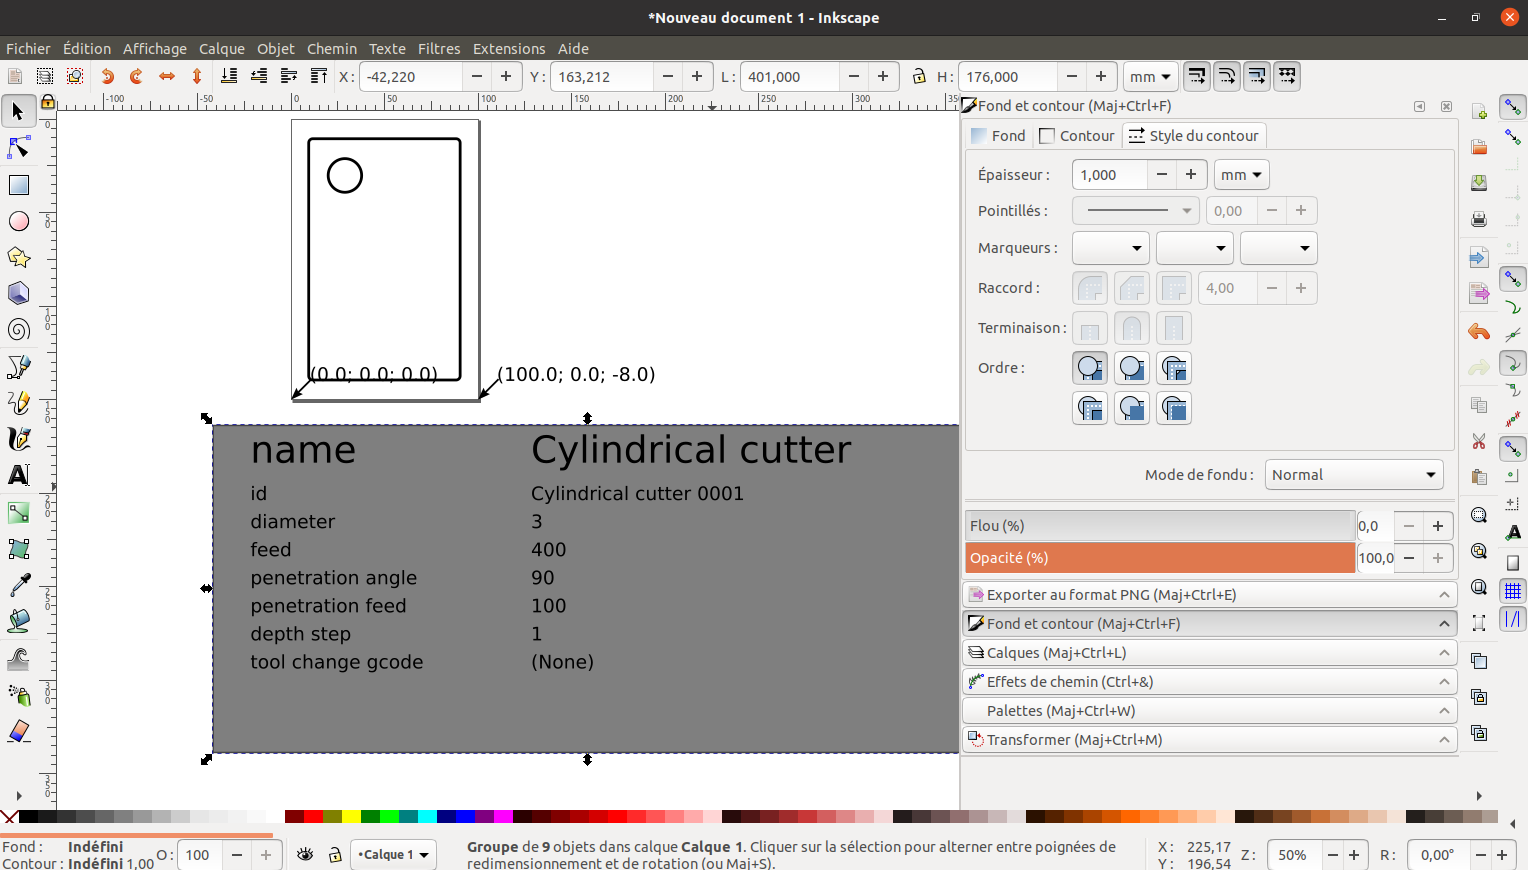 *Nouveau document 1 - Inkscape
Fichier Édition Affichage Calque Objet Chemin Texte Filtres Extensions Aide
X : -42,220 Y : 163,212 L : 401,000 H : 176,000 mm
-100 -50 0 50 100 150 200 250 300 35
Fond et contour (Maj+Ctrl+F)
Fond Contour Style du contour
Épaisseur : 1,000 mm
Pointillés : 0,00
Marqueurs :
Raccord : 4,00
Terminaison :
Ordre :
Mode de fondu : Normal
Flou (%) 0,0
Opacité (%) 100,0
Exporter au format PNG (Maj+Ctrl+E)
Fond et contour (Maj+Ctrl+F)
Calques (Maj+Ctrl+L)
Effets de chemin (Ctrl+&)
Palettes (Maj+Ctrl+W)
Transformer (Maj+Ctrl+M)
(0.0; 0.0; 0.0) (100.0; 0.0; -8.0)
name Cylindrical cutter
id Cylindrical cutter 0001
diameter 3
feed 400
penetration angle 90
penetration feed 100
depth step 1
tool change gcode (None)
Fond : Indéfini
Contour : Indéfini 1,00
O : 100
•Calque 1
Groupe de 9 objets dans calque Calque 1. Cliquer sur la sélection pour alterner entre poignées de
redimensionnement et de rotation (ou Maj+S).
X : 225,17
Y : 196,54
Z : 50%
R : 0,00°